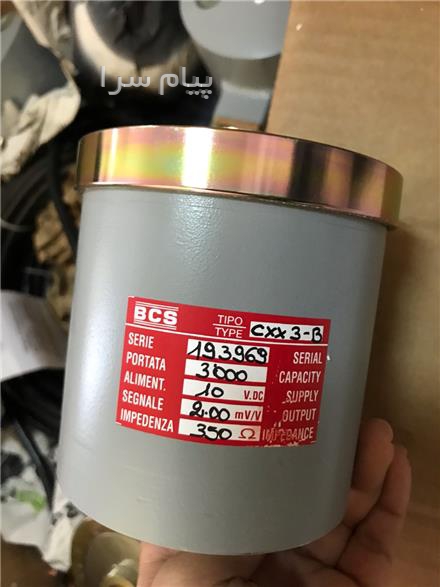 پیام سرا
BCS TIPO TYPE CXX3-B
SERIE 193969 SERIAL
PORTATA 3000 CAPACITY
ALIMENT. 10 V.DC SUPPLY
SEGNALE 2.00 mV/V OUTPUT
IMPEDENZA 350 Ω IMPEDANCE